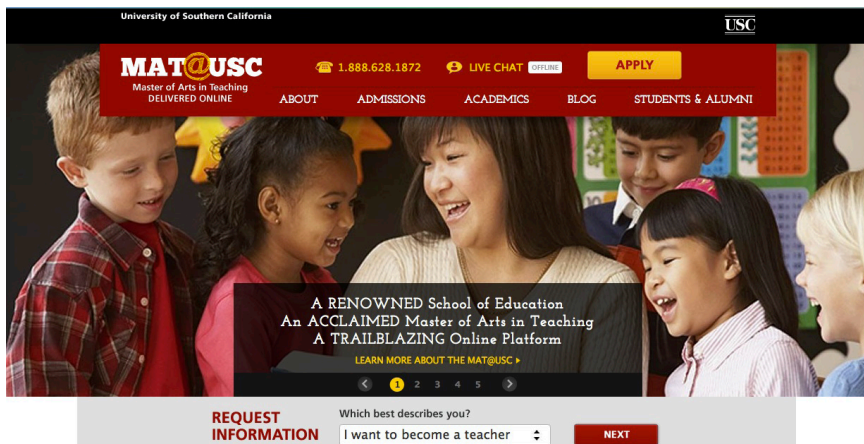 University of Southern California
USC
MAT@USC
Master of Arts in Teaching
DELIVERED ONLINE
1.888.628.1872
LIVE CHAT OFFLINE
APPLY
ABOUT ADMISSIONS ACADEMICS BLOG STUDENTS & ALUMNI
A RENOWNED School of Education
An ACCLAIMED Master of Arts in Teaching
A TRAILBLAZING Online Platform
LEARN MORE ABOUT THE MAT@USC
1 2 3 4 5
REQUEST
INFORMATION
Which best describes you?
I want to become a teacher
NEXT